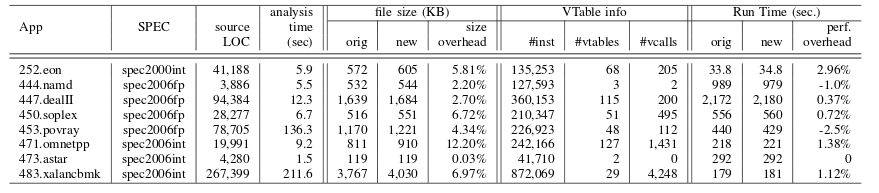 analysis file size (KB) VTable info Run Time (sec.)
App SPEC source time size perf.
LOC (sec) orig new overhead #inst #vtables #vcalls orig new overhead
252.eon spec2000int 41,188 5.9 572 605 5.81% 135,253 68 205 33.8 34.8 2.96%
444.namd spec2006fp 3,886 5.5 532 544 2.20% 127,593 3 2 989 979 -1.0%
447.dealII spec2006fp 94,384 12.3 1,639 1,684 2.70% 360,153 115 200 2,172 2,180 0.37%
450.soplex spec2006fp 28,277 6.7 516 551 6.72% 210,347 51 495 556 560 0.72%
453.povray spec2006fp 78,705 136.3 1,170 1,221 4.34% 226,923 48 112 440 429 -2.5%
471.omnetpp spec2006int 19,991 9.2 811 910 12.20% 242,166 127 1,431 218 221 1.38%
473.astar spec2006int 4,280 1.5 119 119 0.03% 41,710 2 0 292 292 0
483.xalancbmk spec2006int 267,399 211.6 3,767 4,030 6.97% 872,069 29 4,248 179 181 1.12%